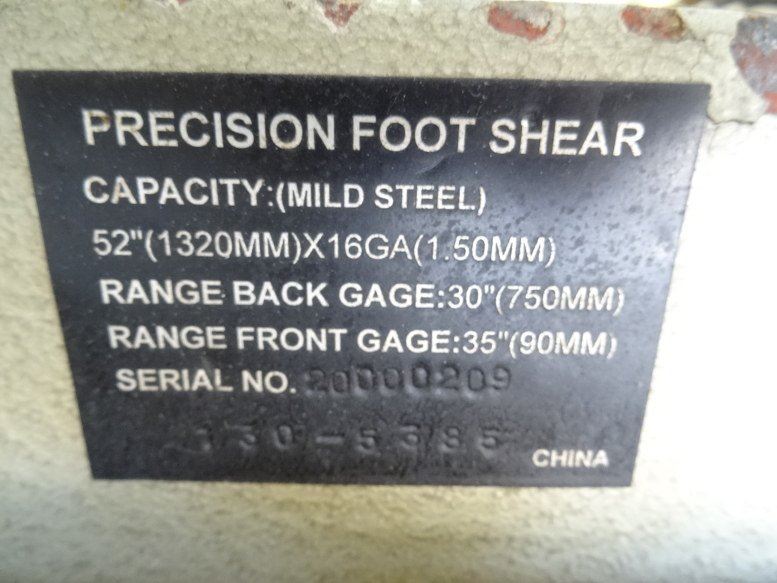 PRECISION FOOT SHEAR
CAPACITY:(MILD STEEL)
52"(1320MM)X16GA(1.50MM)
RANGE BACK GAGE:30"(750MM)
RANGE FRONT GAGE:35"(90MM)
SERIAL NO. 20000209
CHINA